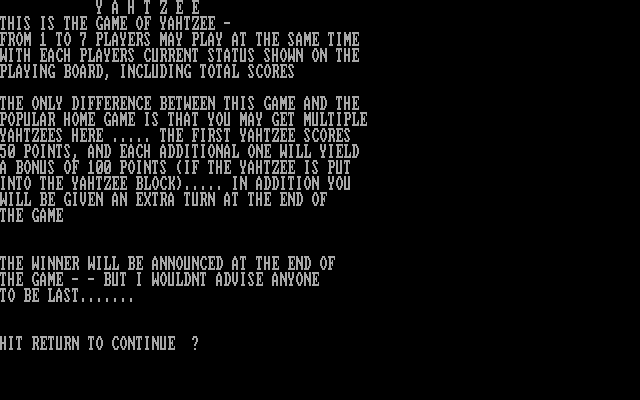 Y A H T Z E E
THIS IS THE GAME OF YAHTZEE -
FROM 1 TO 7 PLAYERS MAY PLAY AT THE SAME TIME
WITH EACH PLAYERS CURRENT STATUS SHOWN ON THE
PLAYING BOARD, INCLUDING TOTAL SCORES
THE ONLY DIFFERENCE BETWEEN THIS GAME AND THE
POPULAR HOME GAME IS THAT YOU MAY GET MULTIPLE
YAHTZEES HERE ..... THE FIRST YAHTZEE SCORES
50 POINTS, AND EACH ADDITIONAL ONE WILL YIELD
A BONUS OF 100 POINTS (IF THE YAHTZEE IS PUT
INTO THE YAHTZEE BLOCK)..... IN ADDITION YOU
WILL BE GIVEN AN EXTRA TURN AT THE END OF
THE GAME
THE WINNER WILL BE ANNOUNCED AT THE END OF
THE GAME - - BUT I WOULDNT ADVISE ANYONE
TO BE LAST.......
HIT RETURN TO CONTINUE  ?